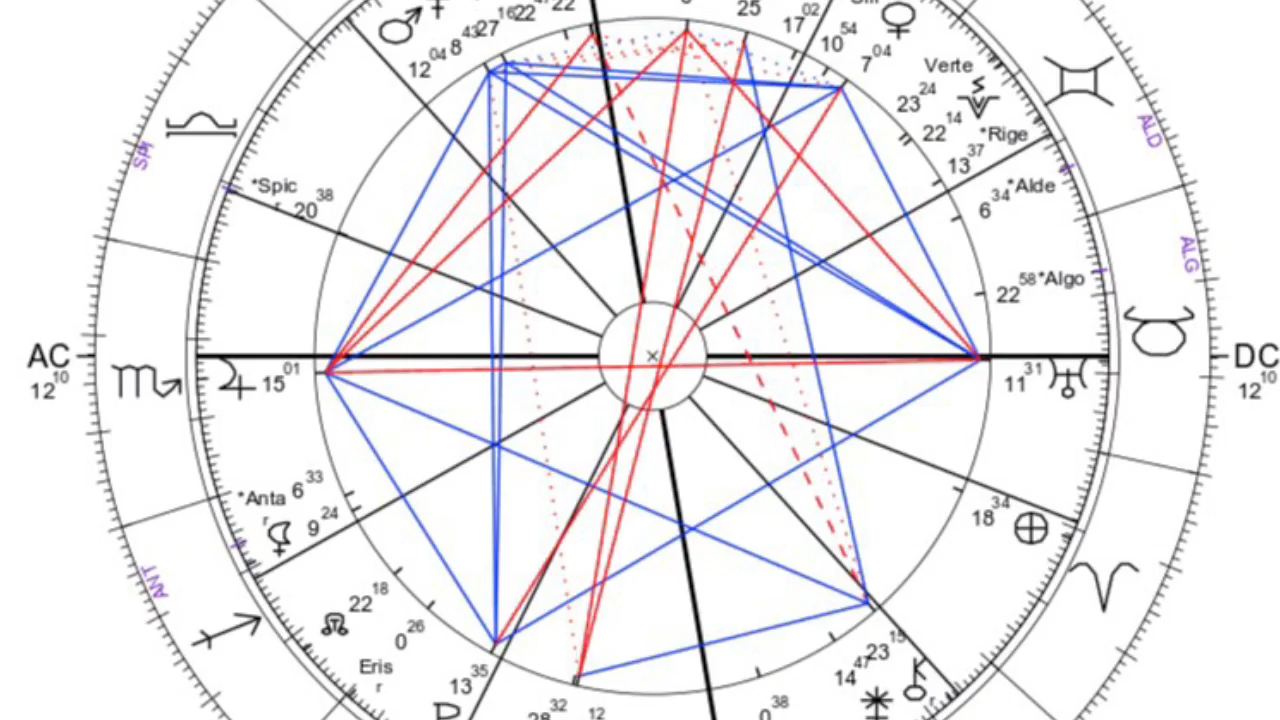 27 16
22 47
22
25
17 02
8 43
12 04
10 54
7 04
Verte
23 24
22 14
*Rige
13 37
ALD
SPI
*Spic
r 20 38
6 34 *Alde
ALG
22 58 *Algo
AC
12 10
15 01
11 31
DC
12 10
*Anta 6 33
r
9 24
18 34
ANT
22 18
0 26
Eris
r
13 35
28 32
12
0 38
14 47
23 15
r